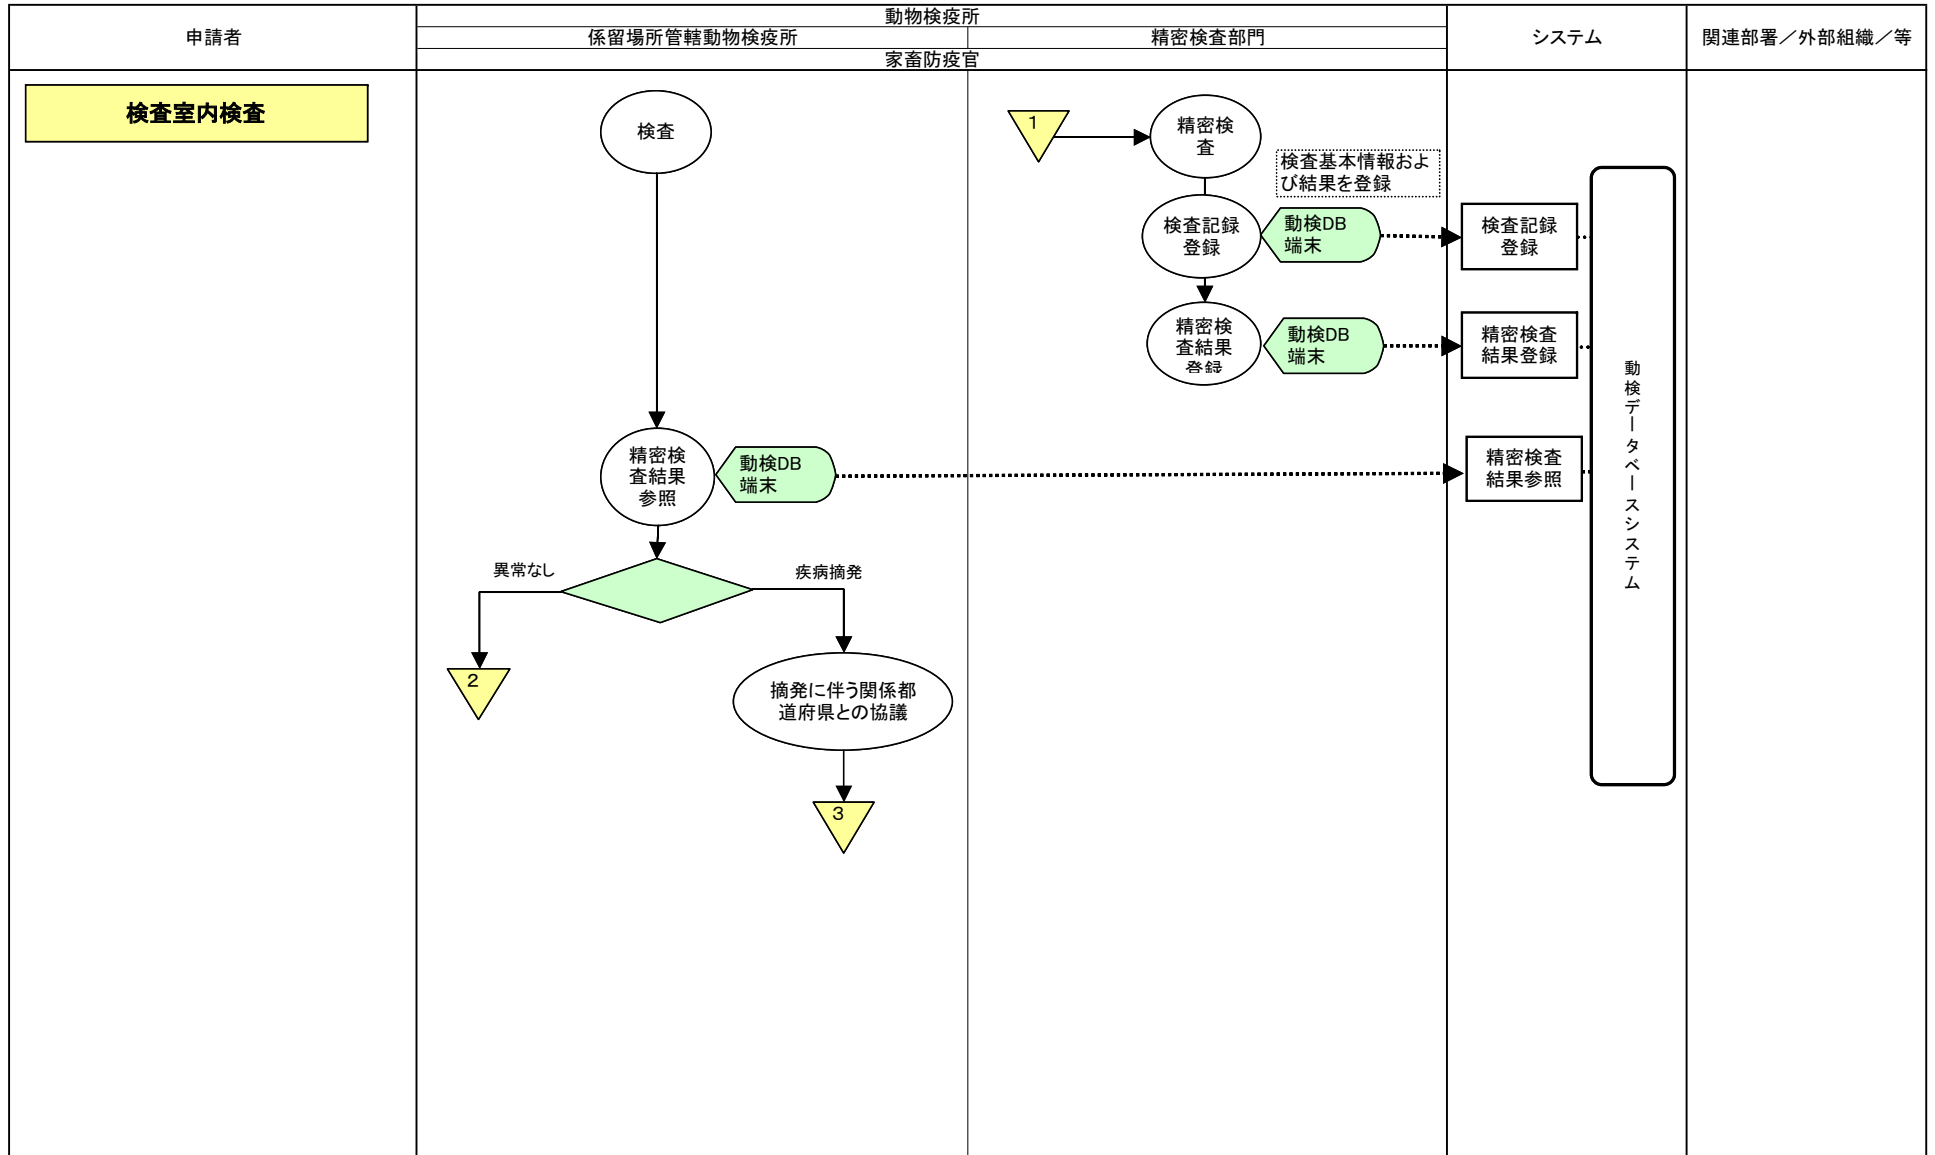 動物検疫所
申請者
係留場所管轄動物検疫所
精密検査部門
システム
関連部署／外部組織／等
家畜防疫官
検査室内検査
検査
1
精密検
査
検査基本情報およ
び結果を登録
検査記録
登録
動検DB
端末
検査記録
登録
精密検
査結果
登録
動検DB
端末
精密検査
結果登録
動検データベースシステム
精密検
査結果
参照
動検DB
端末
精密検査
結果参照
異常なし
疾病摘発
2
摘発に伴う関係都
道府県との協議
3